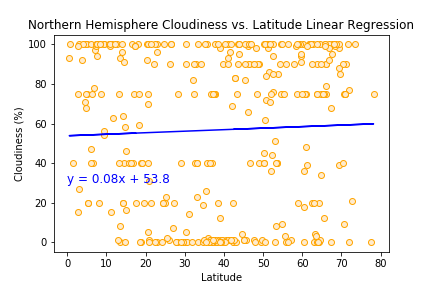 Northern Hemisphere Cloudiness vs. Latitude Linear Regression
100
80
60
40
20
0
Cloudiness (%)
y = 0.08x + 53.8
0 10 20 30 40 50 60 70 80
Latitude